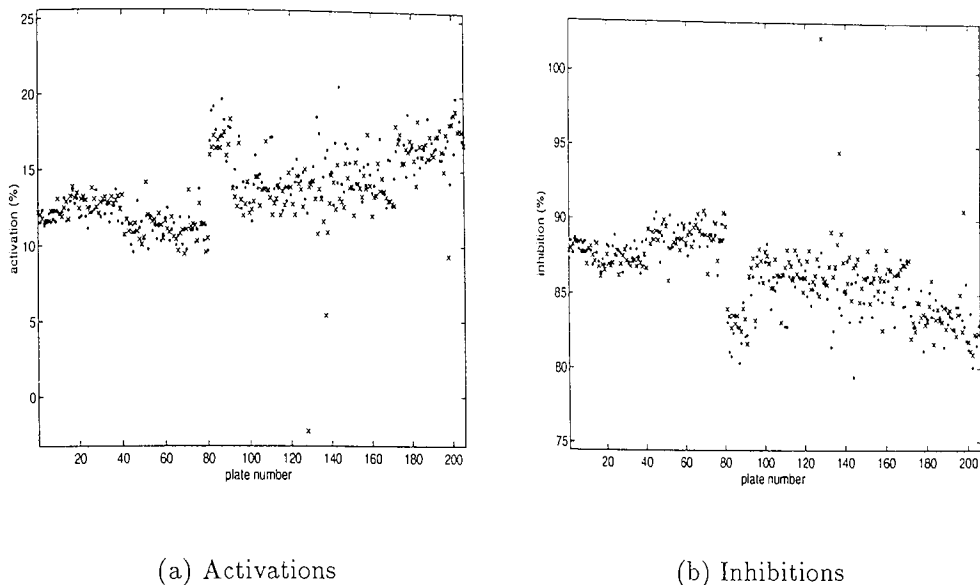 25
20
15
10
5
0
activation (%)
20 40 60 80 100 120 140 160 180 200
plate number
(a) Activations
100
95
90
85
80
75
inhibition (%)
20 40 60 80 100 120 140 160 180 200
plate number
(b) Inhibitions